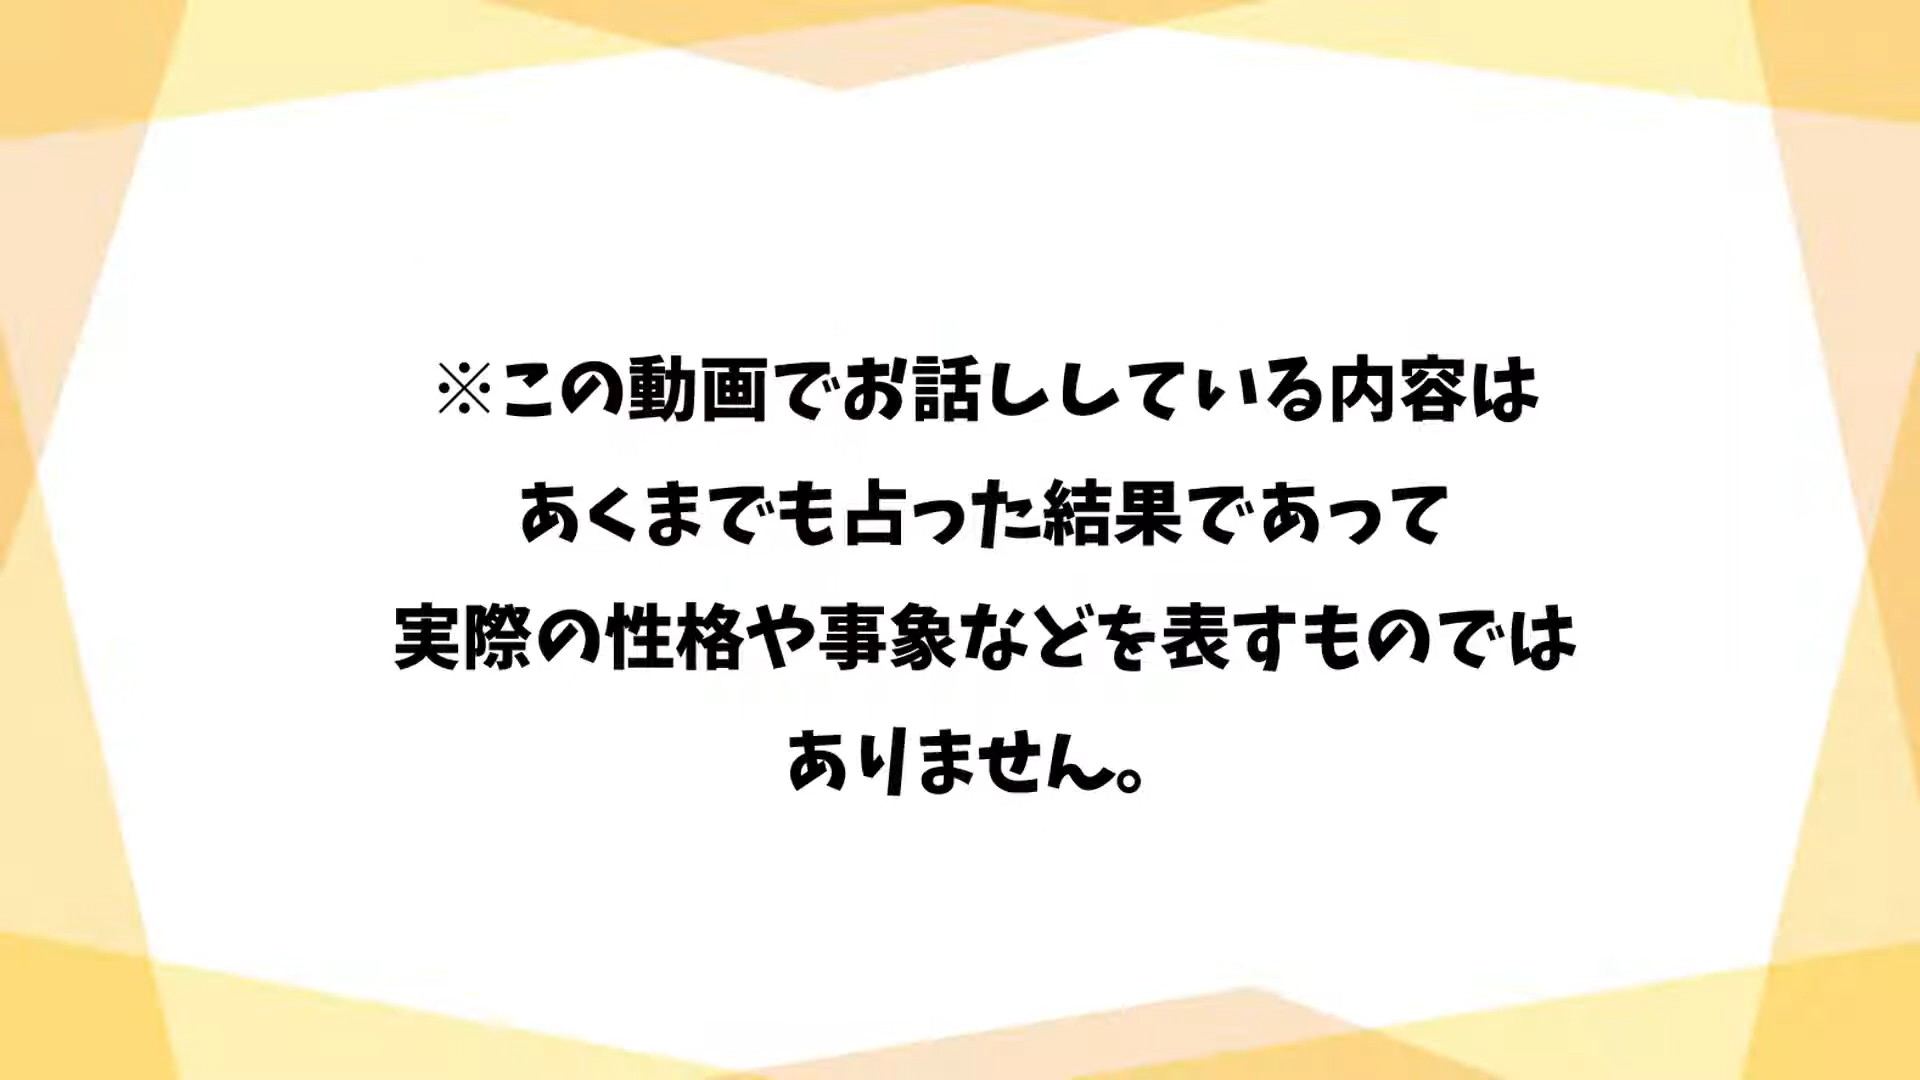 ※この動画でお話ししている内容は
あくまでも占った結果であって
実際の性格や事象などを表すものでは
ありません。